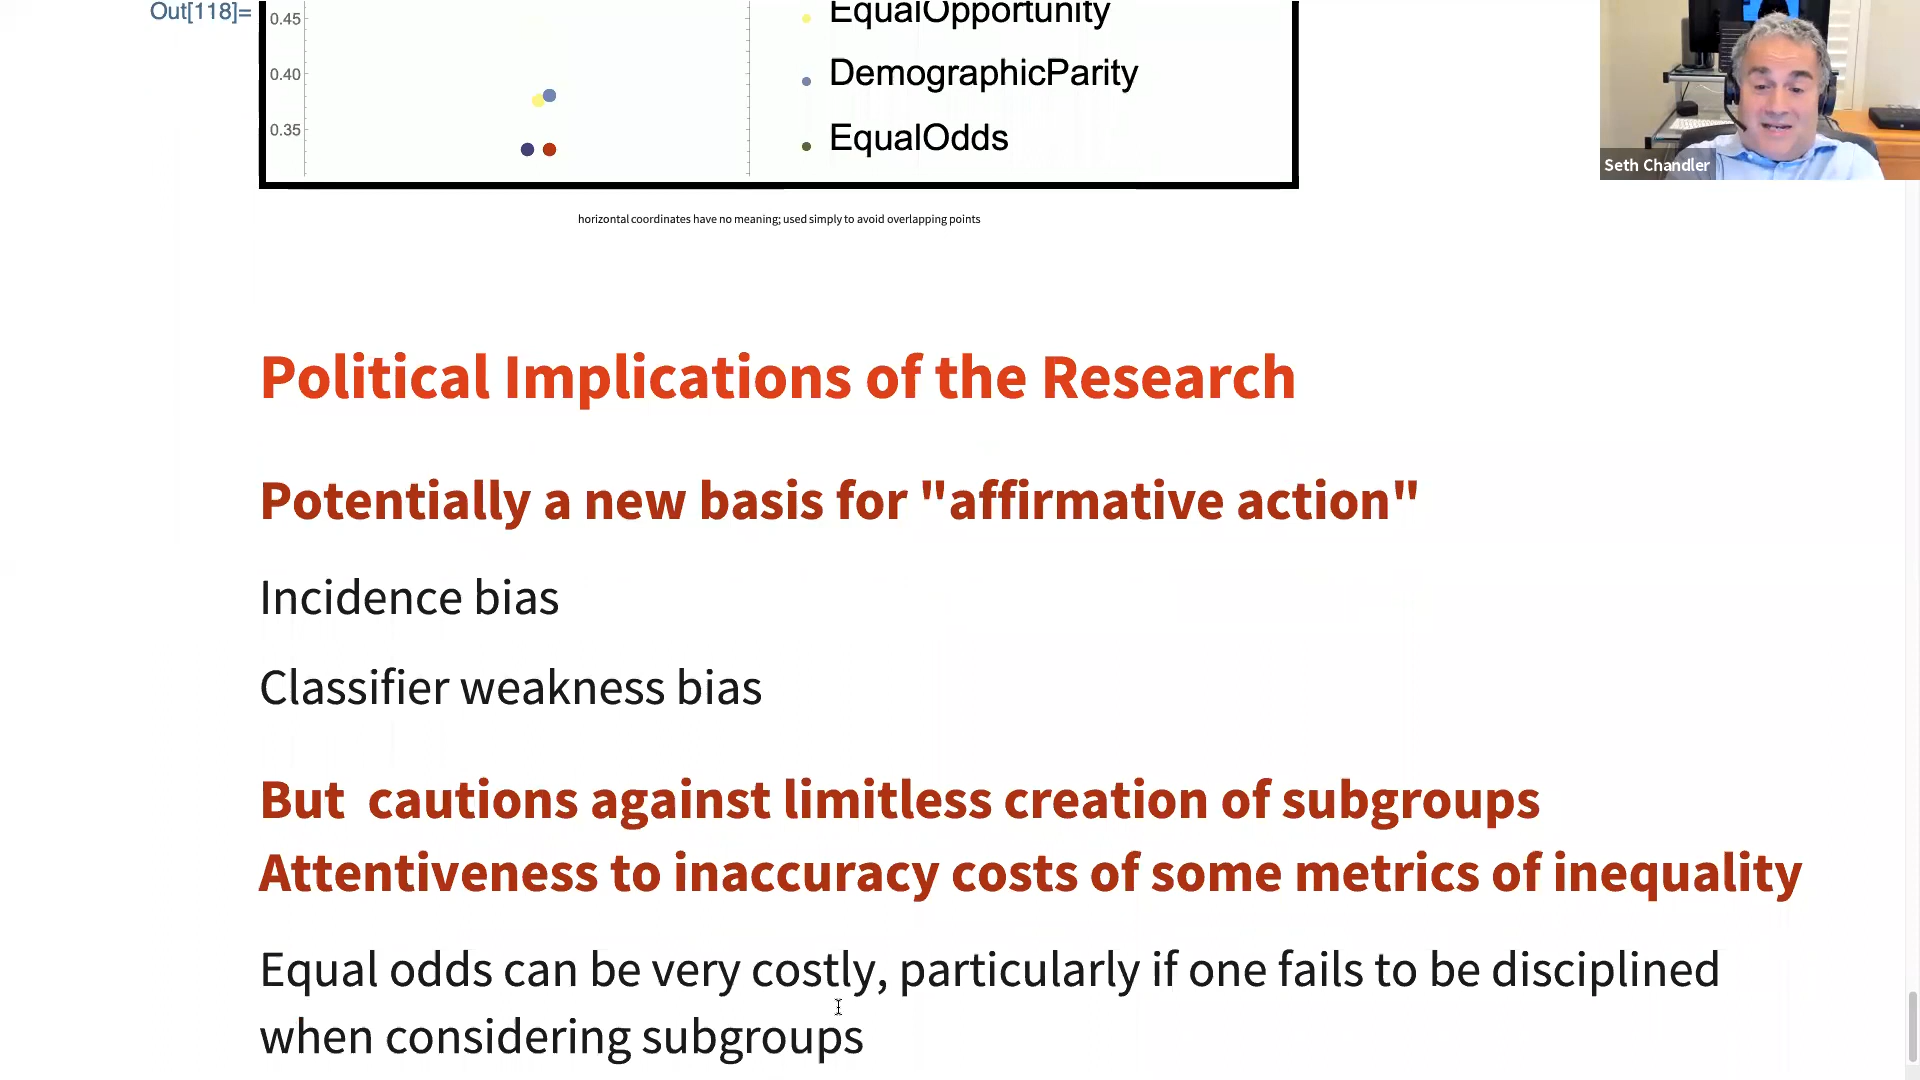 Out[118]=
0.45
EqualOpportunity
0.40
DemographicParity
0.35
EqualOdds
Seth Chandler
horizontal coordinates have no meaning; used simply to avoid overlapping points
Political Implications of the Research
Potentially a new basis for "affirmative action"
Incidence bias
Classifier weakness bias
But  cautions against limitless creation of subgroups
Attentiveness to inaccuracy costs of some metrics of inequality
Equal odds can be very costly, particularly if one fails to be disciplined
when considering subgroups